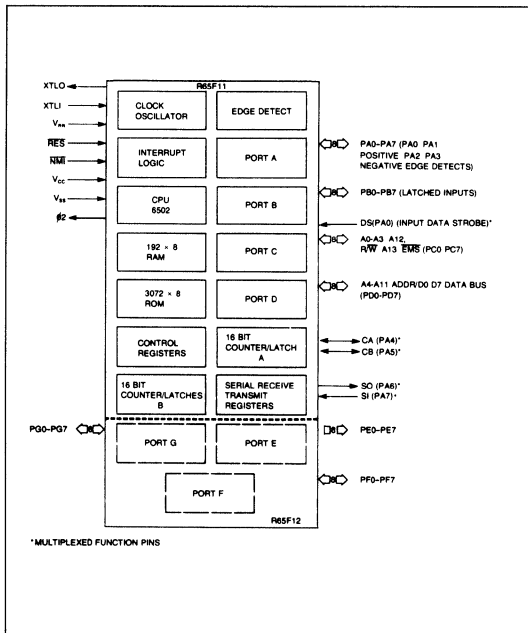 R65F11
XTLO
XTLI
VRR
RES
NMI
VCC
VSS
φ2
CLOCK
OSCILLATOR
EDGE DETECT
INTERRUPT
LOGIC
PORT A
CPU
6502
PORT B
192 × 8
RAM
PORT C
3072 × 8
ROM
PORT D
CONTROL
REGISTERS
16 BIT
COUNTER/LATCH
A
16 BIT
COUNTER/LATCHES
B
SERIAL RECEIVE
TRANSMIT
REGISTERS
8 PA0-PA7 (PA0 PA1
POSITIVE PA2 PA3
NEGATIVE EDGE DETECTS)
8 PB0-PB7 (LATCHED INPUTS)
DS(PA0) (INPUT DATA STROBE)*
8 A0-A3 A12,
R/W A13 EMS (PC0 PC7)
8 A4-A11 ADDR/D0 D7 DATA BUS
(PD0-PD7)
CA (PA4)*
CB (PA5)*
SO (PA6)*
SI (PA7)*
PG0-PG7 8
PORT G
PORT E
8 PE0-PE7
PORT F
8 PF0-PF7
R65F12
*MULTIPLEXED FUNCTION PINS